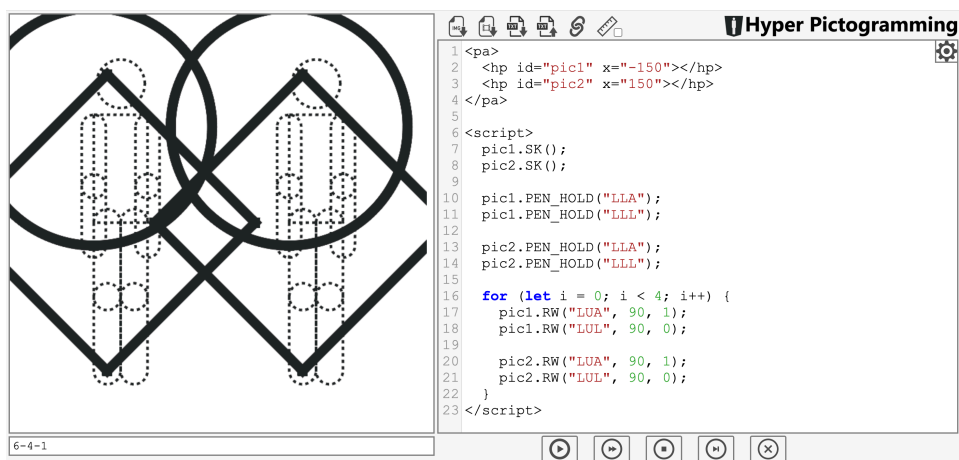 IMG TXT TXT Hyper Pictogramming
1 <pa>
2   <hp id="pic1" x="-150"></hp>
3   <hp id="pic2" x="150"></hp>
4 </pa>
5
6 <script>
7   pic1.SK();
8   pic2.SK();
9
10   pic1.PEN_HOLD("LLA");
11   pic1.PEN_HOLD("LLL");
12
13   pic2.PEN_HOLD("LLA");
14   pic2.PEN_HOLD("LLL");
15
16   for (let i = 0; i < 4; i++) {
17     pic1.RW("LUA", 90, 1);
18     pic1.RW("LUL", 90, 0);
19
20     pic2.RW("LUA", 90, 1);
21     pic2.RW("LUL", 90, 0);
22   }
23 </script>
6-4-1